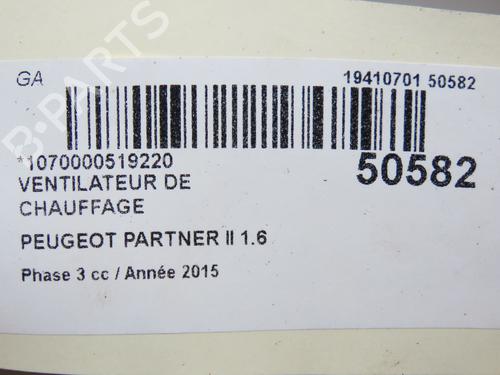 GA
19410701 50582
*1070000519220
50582
VENTILATEUR DE
CHAUFFAGE
PEUGEOT PARTNER II 1.6
Phase 3 cc / Année 2015
B-PARTS